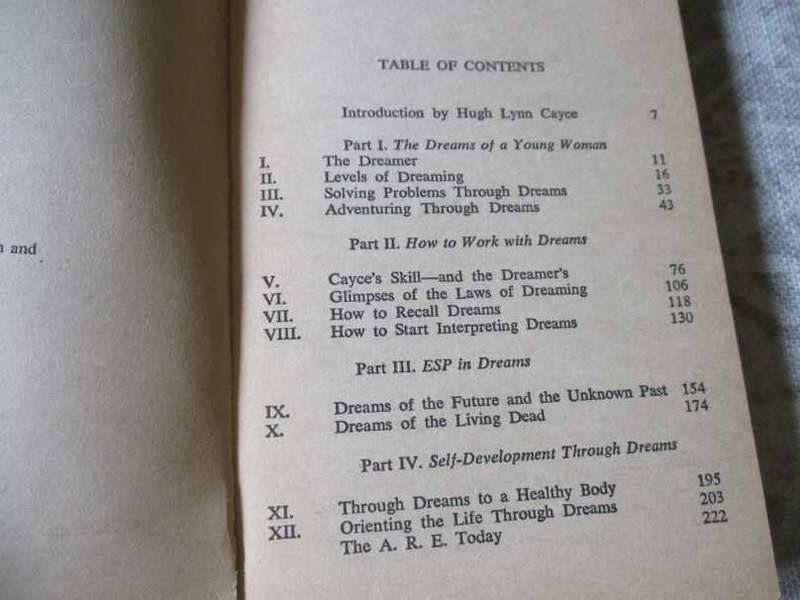 n and
TABLE OF CONTENTS
Introduction by Hugh Lynn Cayce 7
Part I. The Dreams of a Young Woman
I. The Dreamer 11
II. Levels of Dreaming 16
III. Solving Problems Through Dreams 33
IV. Adventuring Through Dreams 43
Part II. How to Work with Dreams
V. Cayce's Skill—and the Dreamer's 76
VI. Glimpses of the Laws of Dreaming 106
VII. How to Recall Dreams 118
VIII. How to Start Interpreting Dreams 130
Part III. ESP in Dreams
IX. Dreams of the Future and the Unknown Past 154
X. Dreams of the Living Dead 174
Part IV. Self-Development Through Dreams
XI. Through Dreams to a Healthy Body 195
XII. Orienting the Life Through Dreams 203
The A. R. E. Today 222